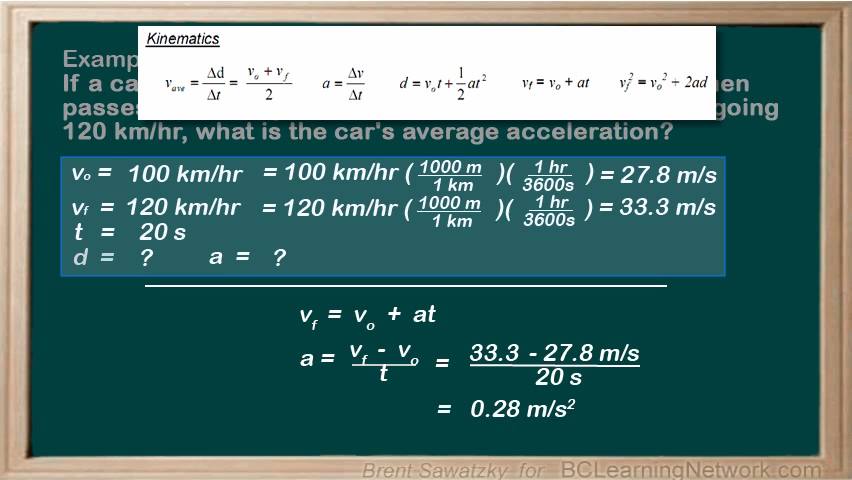 Kinematics
v_ave = Δd/Δt = (v_o + v_f)/2    a = Δv/Δt    d = v_o t + 1/2 at²    v_f = v_o + at    v_f² = v_o² + 2ad
Examp
If a ca
passes going
120 km/hr, what is the car's average acceleration?
v_o = 100 km/hr = 100 km/hr (1000 m/1 km)(1 hr/3600s) = 27.8 m/s
v_f = 120 km/hr = 120 km/hr (1000 m/1 km)(1 hr/3600s) = 33.3 m/s
t = 20 s
d = ?    a = ?
v_f = v_o + at
a = (v_f - v_o)/t = (33.3 - 27.8 m/s)/20 s
= 0.28 m/s²
Brent Sawatzky for BCLearningNetwork.com